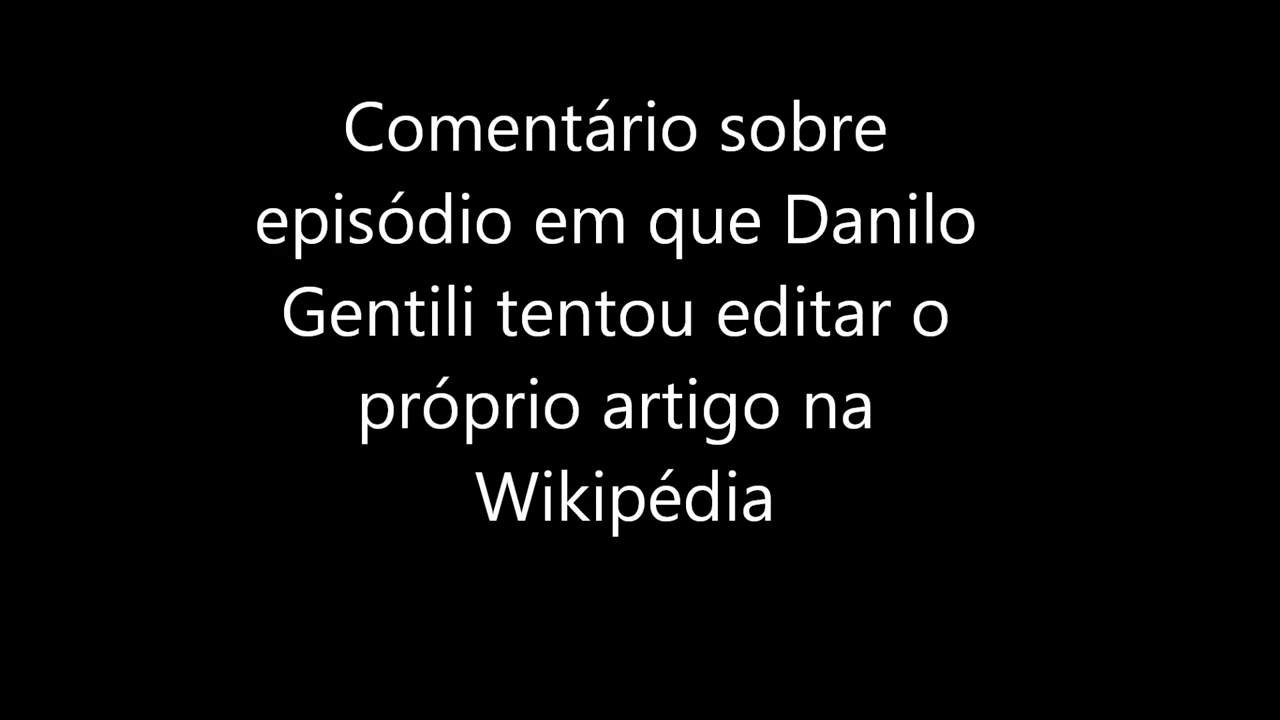 Comentário sobre
episódio em que Danilo
Gentili tentou editar o
próprio artigo na
Wikipédia